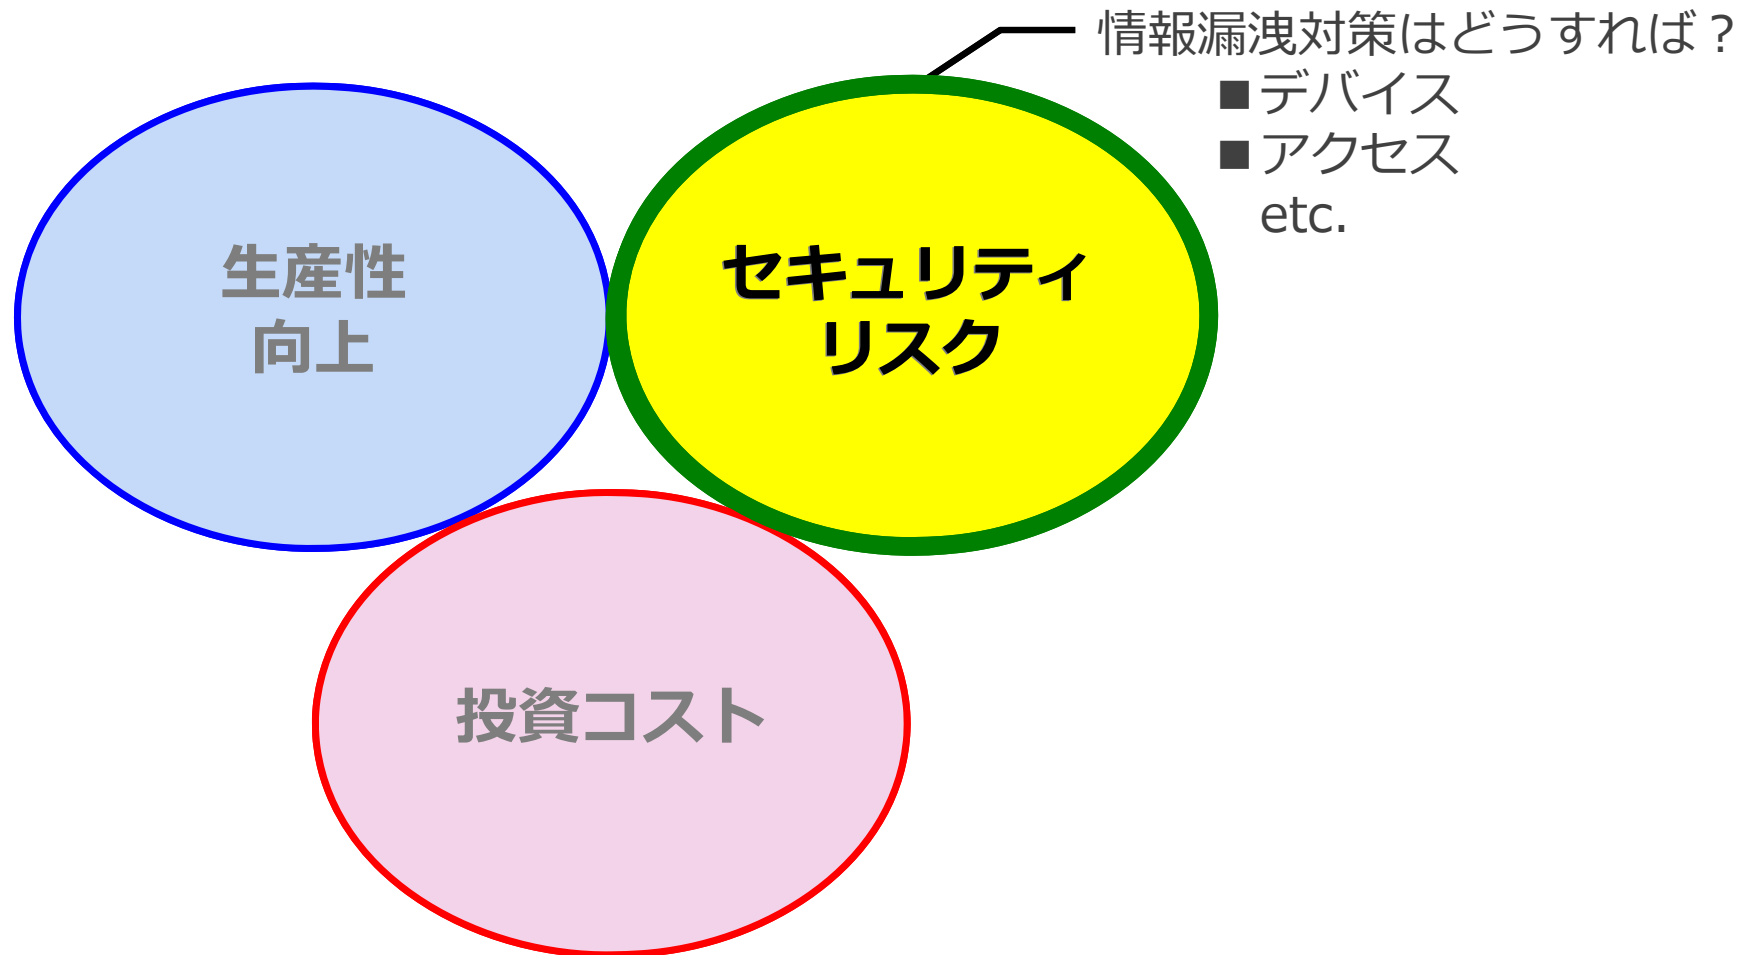 情報漏洩対策はどうすれば？
■デバイス
■アクセス
etc.
生産性
向上
セキュリティ
リスク
投資コスト